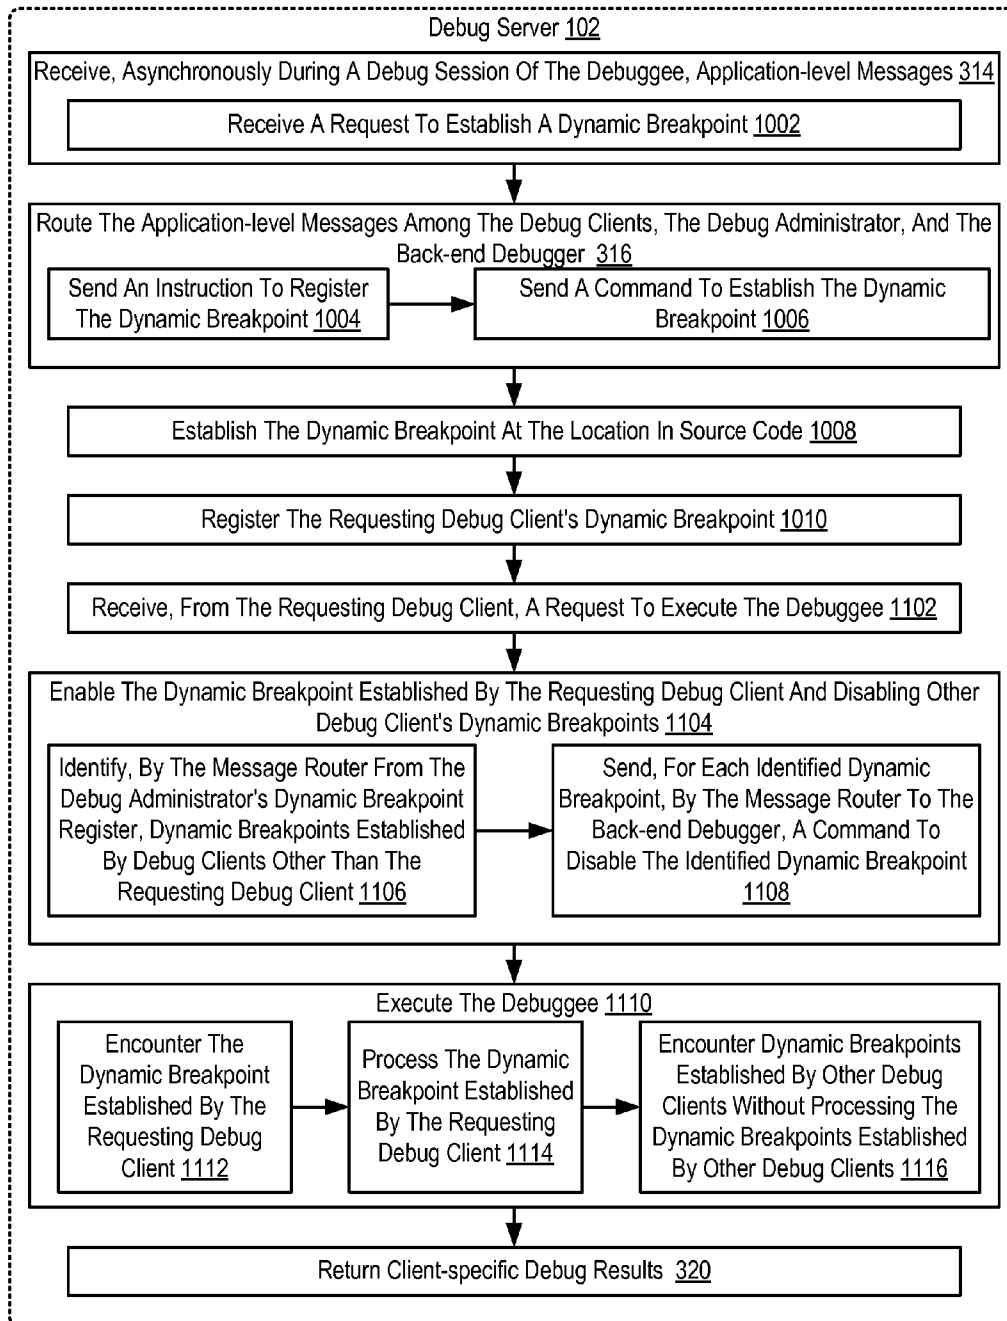 Debug Server 102
Receive, Asynchronously During A Debug Session Of The Debuggee, Application-level Messages 314
Receive A Request To Establish A Dynamic Breakpoint 1002
Route The Application-level Messages Among The Debug Clients, The Debug Administrator, And The
Back-end Debugger 316
Send An Instruction To Register
The Dynamic Breakpoint 1004
Send A Command To Establish The Dynamic
Breakpoint 1006
Establish The Dynamic Breakpoint At The Location In Source Code 1008
Register The Requesting Debug Client's Dynamic Breakpoint 1010
Receive, From The Requesting Debug Client, A Request To Execute The Debuggee 1102
Enable The Dynamic Breakpoint Established By The Requesting Debug Client And Disabling Other
Debug Client's Dynamic Breakpoints 1104
Identify, By The Message Router From The
Debug Administrator's Dynamic Breakpoint
Register, Dynamic Breakpoints Established
By Debug Clients Other Than The
Requesting Debug Client 1106
Send, For Each Identified Dynamic
Breakpoint, By The Message Router To The
Back-end Debugger, A Command To
Disable The Identified Dynamic Breakpoint
1108
Execute The Debuggee 1110
Encounter The
Dynamic Breakpoint
Established By The
Requesting Debug
Client 1112
Process The Dynamic
Breakpoint Established
By The Requesting
Debug Client 1114
Encounter Dynamic Breakpoints
Established By Other Debug
Clients Without Processing The
Dynamic Breakpoints Established
By Other Debug Clients 1116
Return Client-specific Debug Results 320